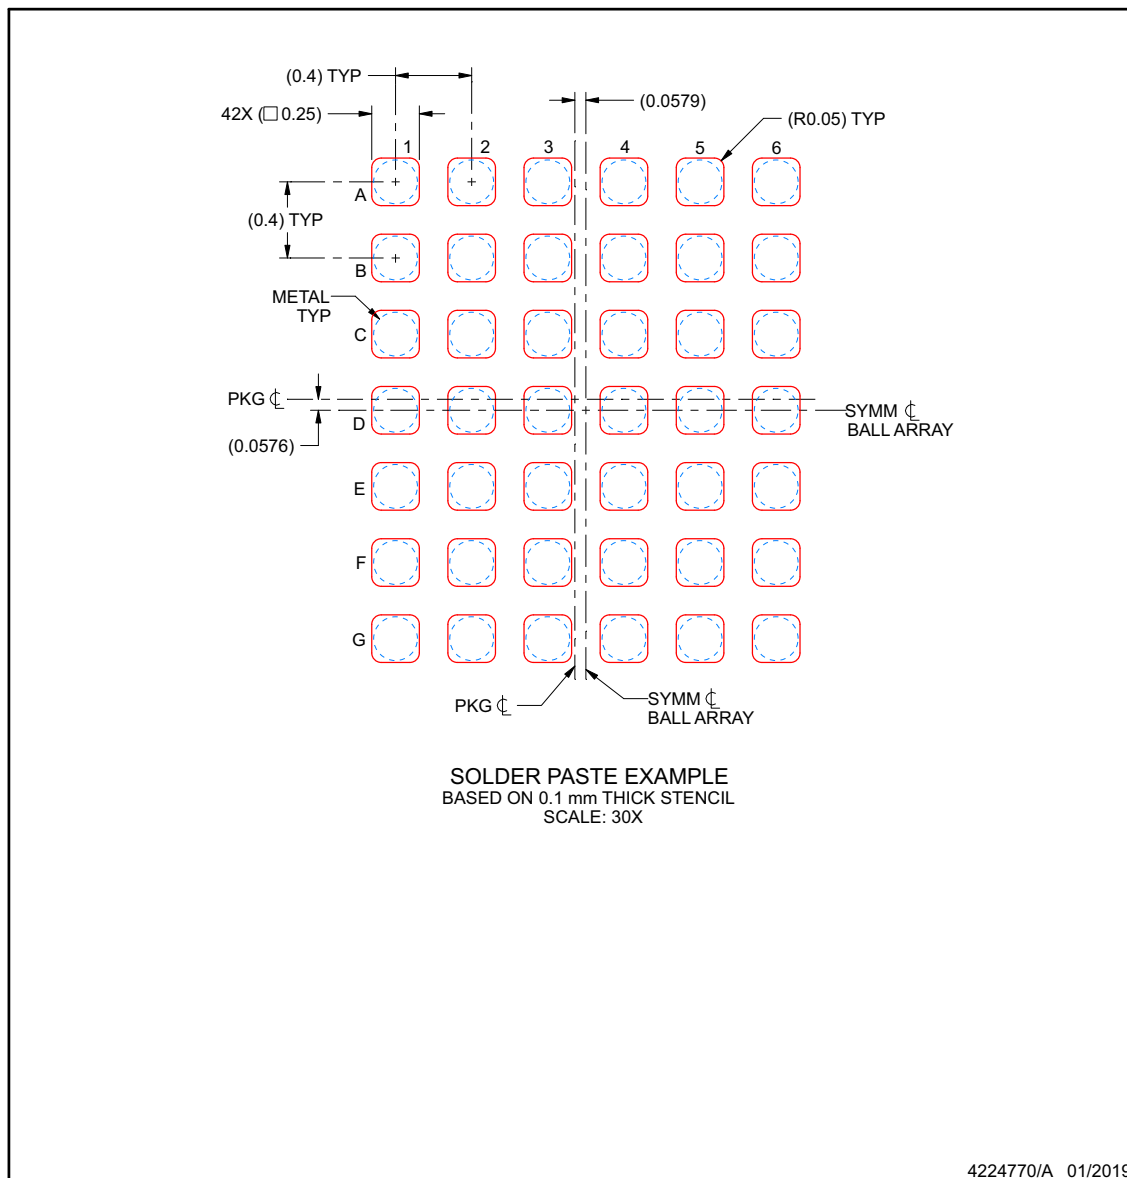 (0.4) TYP
(0.0579)
42X (□ 0.25)
(R0.05) TYP
1 2 3 4 5 6
A
(0.4) TYP
B
METAL
TYP
C
PKG ℄
SYMM ℄
BALL ARRAY
D
(0.0576)
E
F
G
PKG ℄
SYMM ℄
BALL ARRAY
SOLDER PASTE EXAMPLE
BASED ON 0.1 mm THICK STENCIL
SCALE: 30X
4224770/A 01/2019